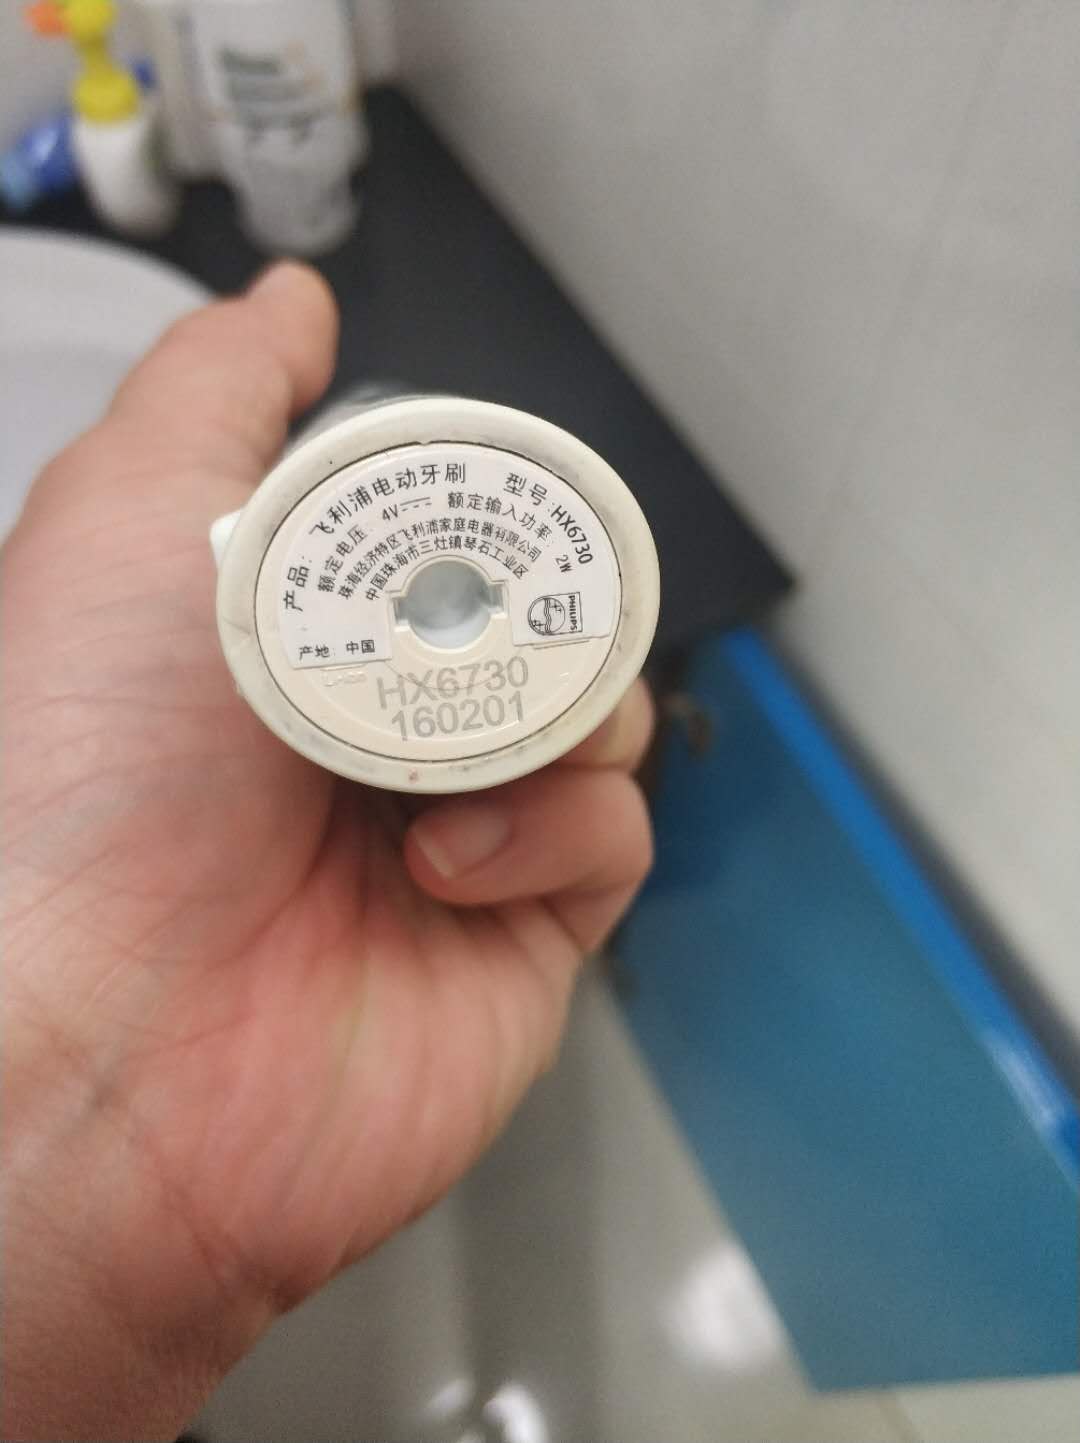 产品: 飞利浦电动牙刷 型号: HX6730
额定电压: 4V 额定输入功率: 2W
珠海经济特区飞利浦家庭电器有限公司
中国珠海市三灶镇琴石工业区
产地: 中国
PHILIPS
HX6730
160201